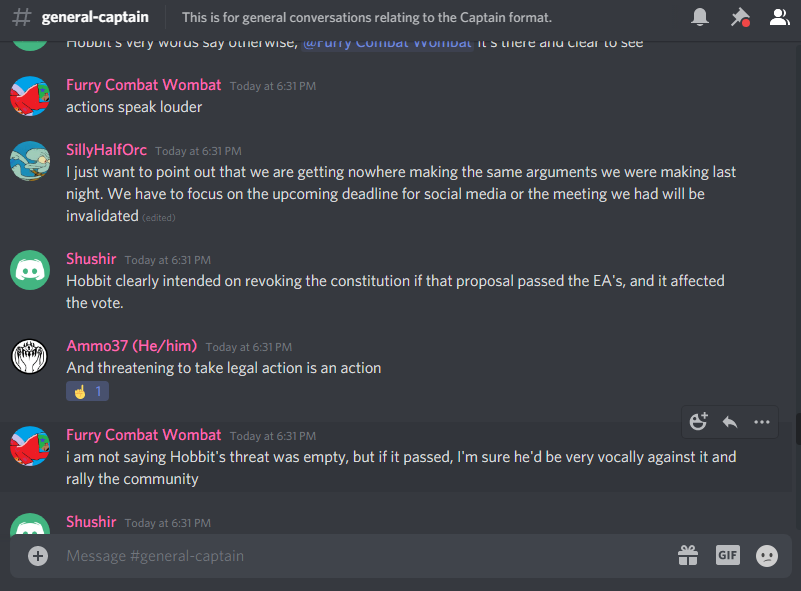 # general-captain This is for general conversations relating to the Captain format.
Hobbit's very words say otherwise, @Furry Combat Wombat it's there and clear to see
Furry Combat Wombat Today at 6:31 PM
actions speak louder
SillyHalfOrc Today at 6:31 PM
I just want to point out that we are getting nowhere making the same arguments we were making last
night. We have to focus on the upcoming deadline for social media or the meeting we had will be
invalidated (edited)
Shushir Today at 6:31 PM
Hobbit clearly intended on revoking the constitution if that proposal passed the EA's, and it affected
the vote.
Ammo37 (He/him) Today at 6:31 PM
And threatening to take legal action is an action
1
Furry Combat Wombat Today at 6:31 PM
i am not saying Hobbit's threat was empty, but if it passed, I'm sure he'd be very vocally against it and
rally the community
Shushir Today at 6:31 PM
Message #general-captain
GIF